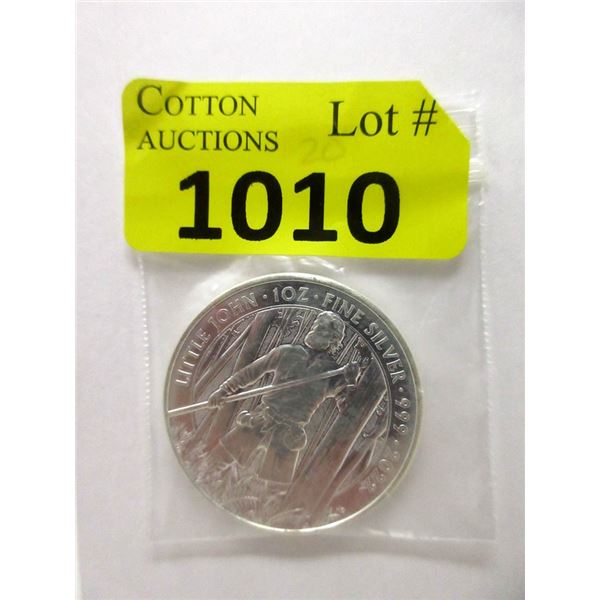 COTTON
AUCTIONS
Lot #
20
1010
LITTLE JOHN · 1OZ · FINE SILVER · 999 · 2022